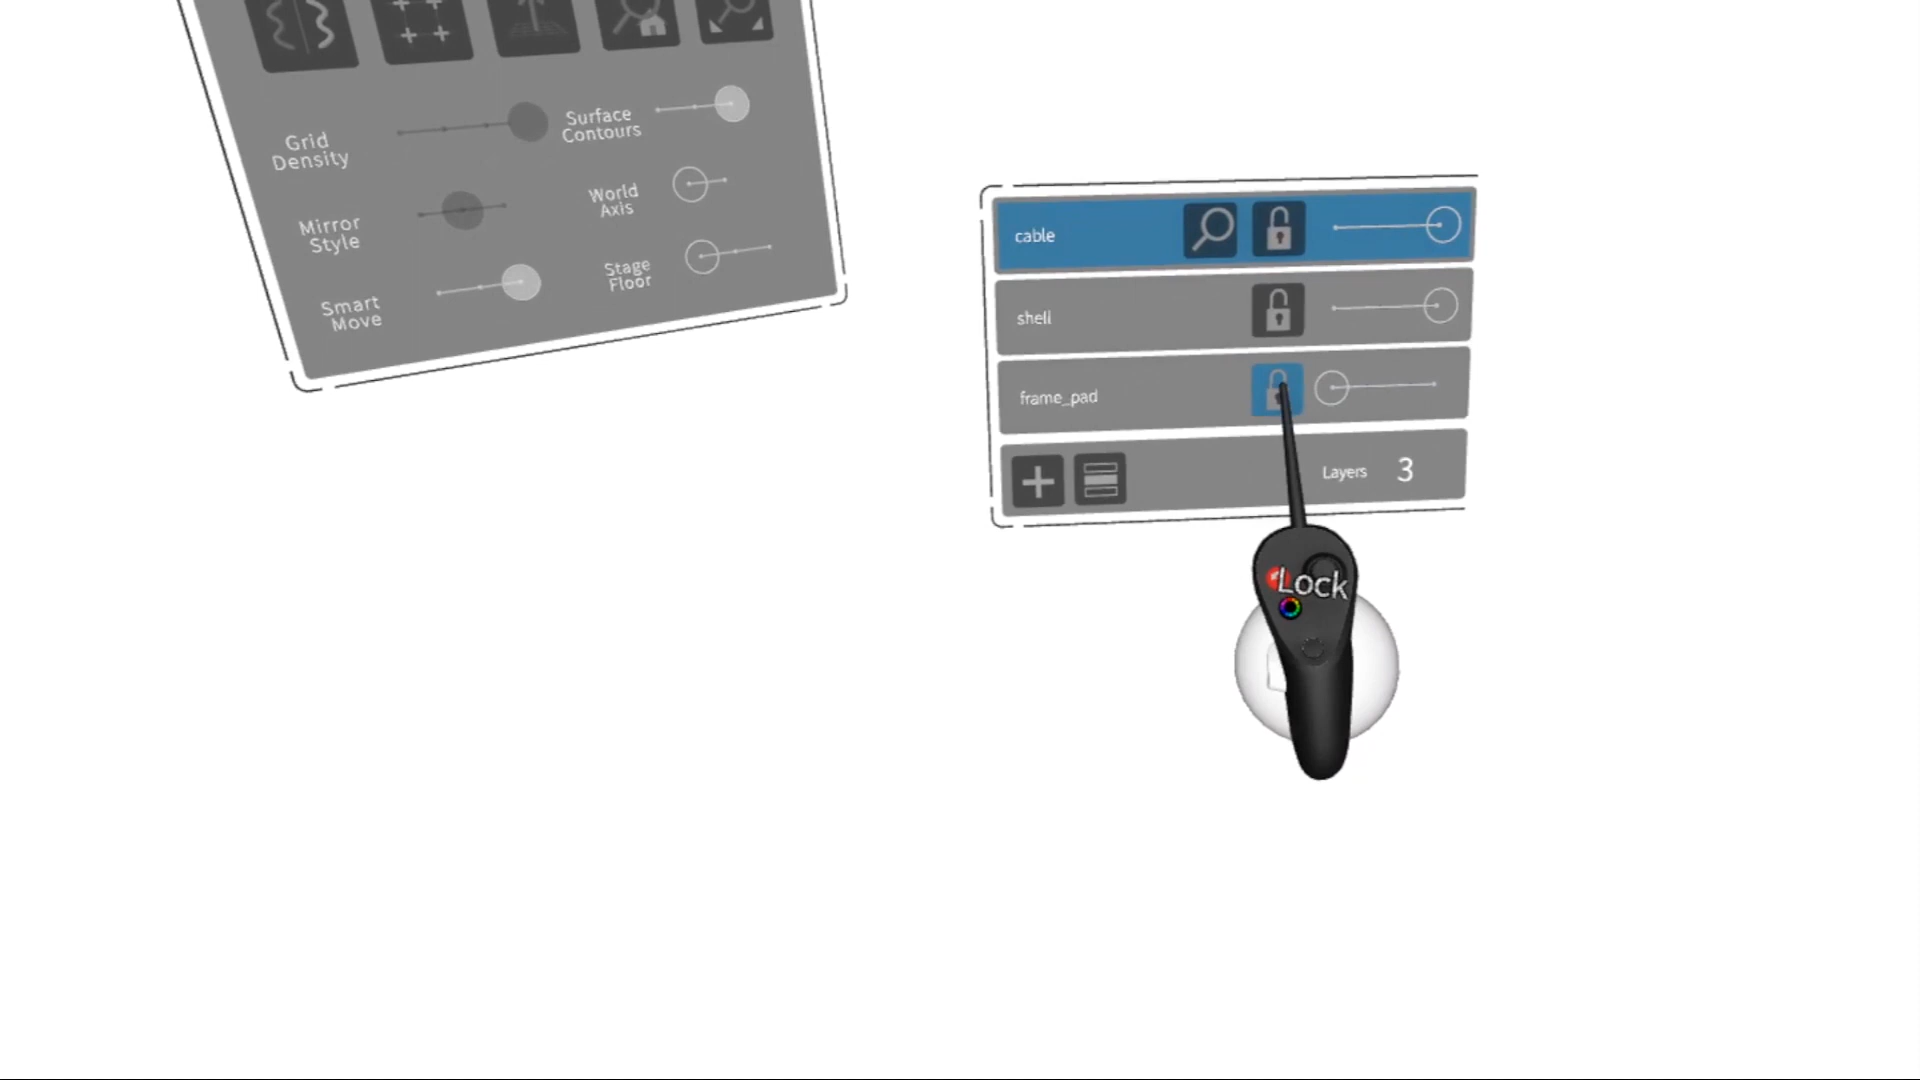 Grid
Density
Surface
Contours
Mirror
Style
World
Axis
Smart
Move
Stage
Floor
cable
shell
frame_pad
Layers 3
Lock